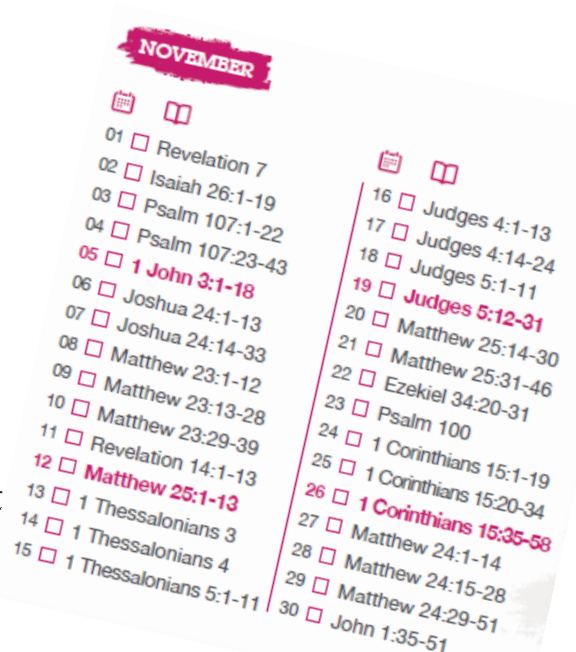 NOVEMBER
01 Revelation 7
02 Isaiah 26:1-19
03 Psalm 107:1-22
04 Psalm 107:23-43
05 1 John 3:1-18
06 Joshua 24:1-13
07 Joshua 24:14-33
08 Matthew 23:1-12
09 Matthew 23:13-28
10 Matthew 23:29-39
11 Revelation 14:1-13
12 Matthew 25:1-13
13 1 Thessalonians 3
14 1 Thessalonians 4
15 1 Thessalonians 5:1-11
16 Judges 4:1-13
17 Judges 4:14-24
18 Judges 5:1-11
19 Judges 5:12-31
20 Matthew 25:14-30
21 Matthew 25:31-46
22 Ezekiel 34:20-31
23 Psalm 100
24 1 Corinthians 15:1-19
25 1 Corinthians 15:20-34
26 1 Corinthians 15:35-58
27 Matthew 24:1-14
28 Matthew 24:15-28
29 Matthew 24:29-51
30 John 1:35-51